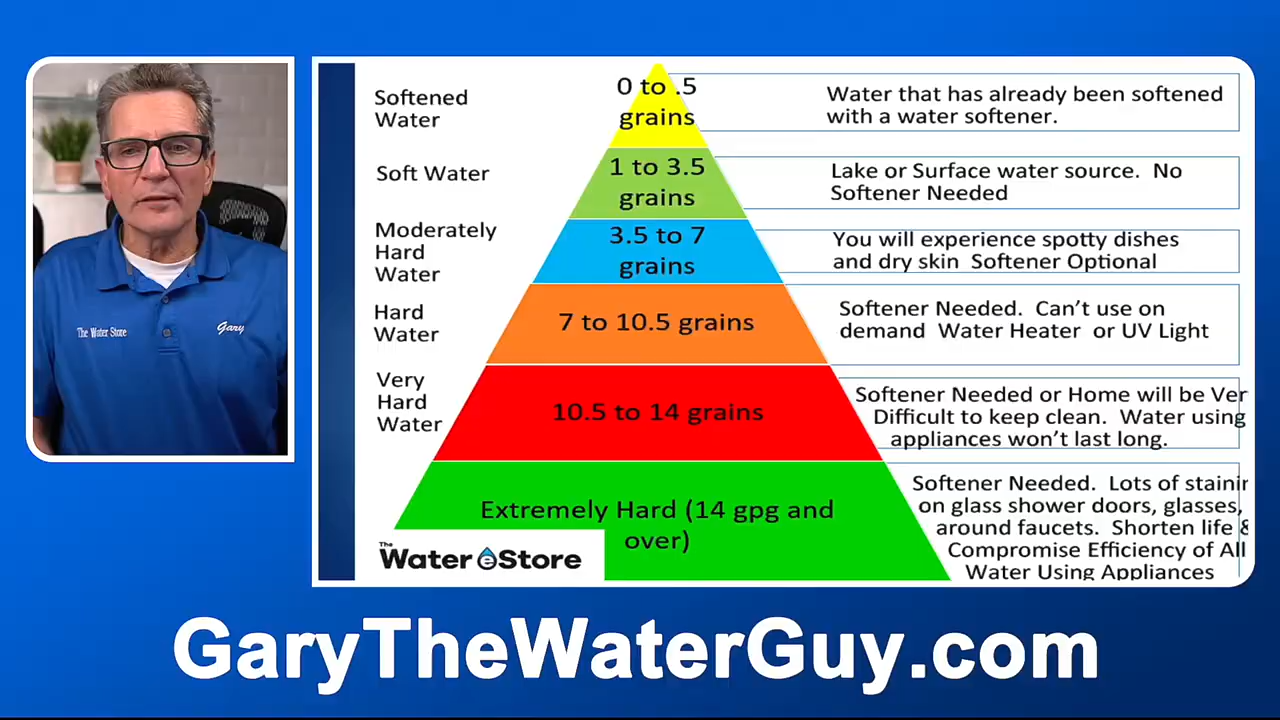 The Water Store
Gary
Softened
Water
0 to .5
grains
Water that has already been softened
with a water softener.
Soft Water
1 to 3.5
grains
Lake or Surface water source. No
Softener Needed
Moderately
Hard
Water
3.5 to 7
grains
You will experience spotty dishes
and dry skin Softener Optional
Hard
Water
7 to 10.5 grains
Softener Needed. Can't use on
demand Water Heater or UV Light
Very
Hard
Water
10.5 to 14 grains
Softener Needed or Home will be Ver
Difficult to keep clean. Water using
appliances won't last long.
Extremely Hard (14 gpg and
over)
Softener Needed. Lots of stainin
on glass shower doors, glasses,
around faucets. Shorten life &
Compromise Efficiency of All
Water Using Appliances
The
Water eStore
GaryTheWaterGuy.com